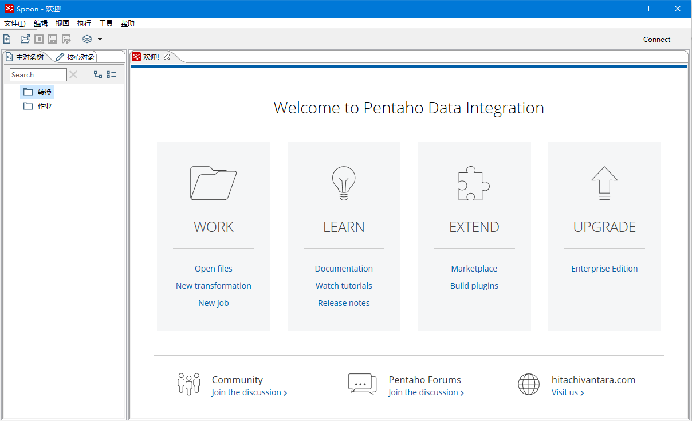 Spoon - 欢迎!
文件(F) 编辑 视图 执行 工具 帮助
Connect
主对象树 核心对象
欢迎!
Search
转换
作业
Welcome to Pentaho Data Integration
WORK
Open files
New transformation
New job
LEARN
Documentation
Watch tutorials
Release notes
EXTEND
Marketplace
Build plugins
UPGRADE
Enterprise Edition
Community
Join the discussion >
Pentaho Forums
Join the discussion >
hitachivantara.com
Visit us >